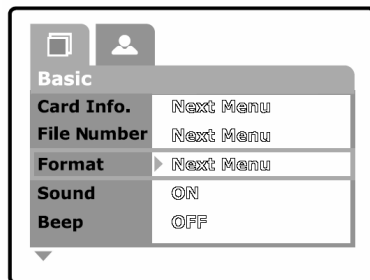 Basic
Card Info. Next Menu
File Number Next Menu
Format Next Menu
Sound ON
Beep OFF